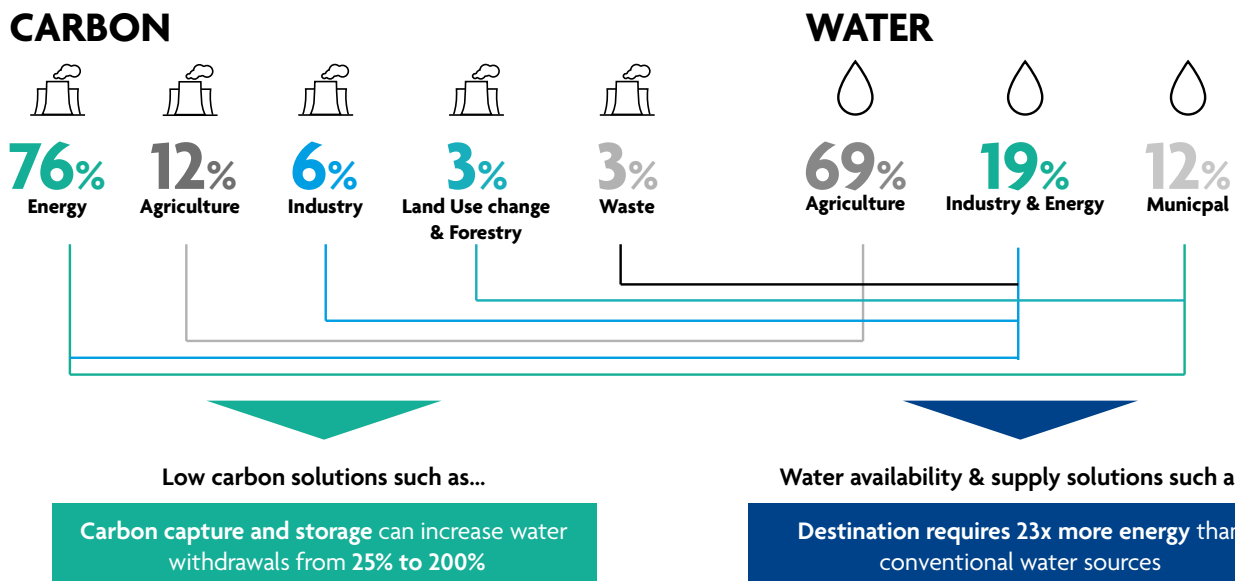 CARBON
WATER
76%
12%
6%
3%
3%
69%
19%
12%
Energy
Agriculture
Industry
Land Use change
& Forestry
Waste
Agriculture
Industry & Energy
Municpal
Low carbon solutions such as...
Carbon capture and storage can increase water
withdrawals from 25% to 200%
Water availability & supply solutions such a
Destination requires 23x more energy than
conventional water sources